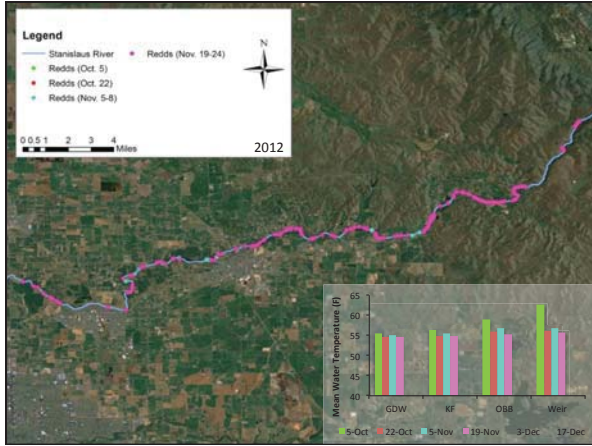 Legend
Stanislaus River
Redds (Oct. 5)
Redds (Oct. 22)
Redds (Nov. 5-8)
Redds (Nov. 19-24)
N
0 0.5 1 2 3 4
Miles
2012
Mean Water Temperature (F)
65
60
55
50
45
40
GDW KF OBB Weir
5-Oct 22-Oct 5-Nov 19-Nov 3-Dec 17-Dec